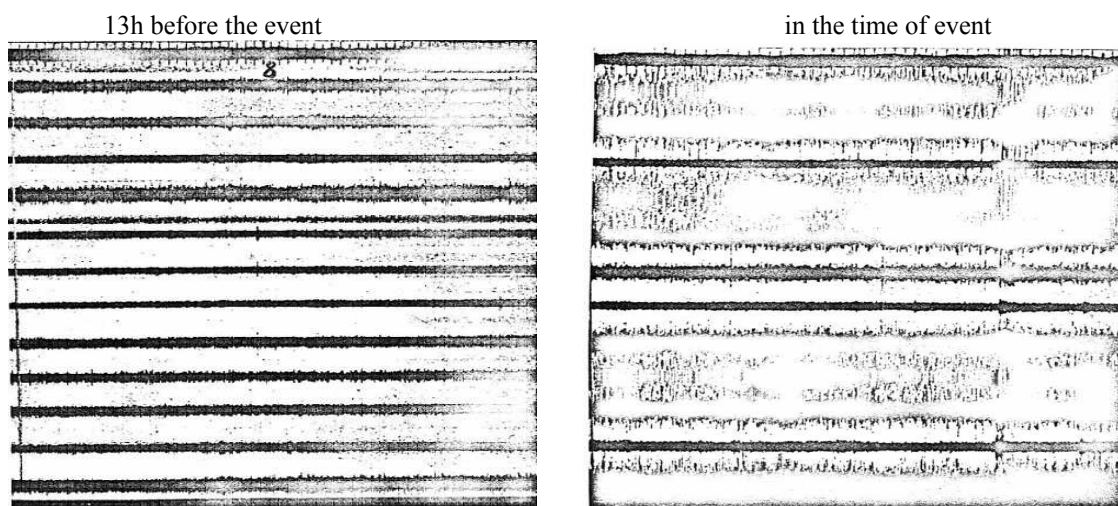 13h before the event
in the time of event
8